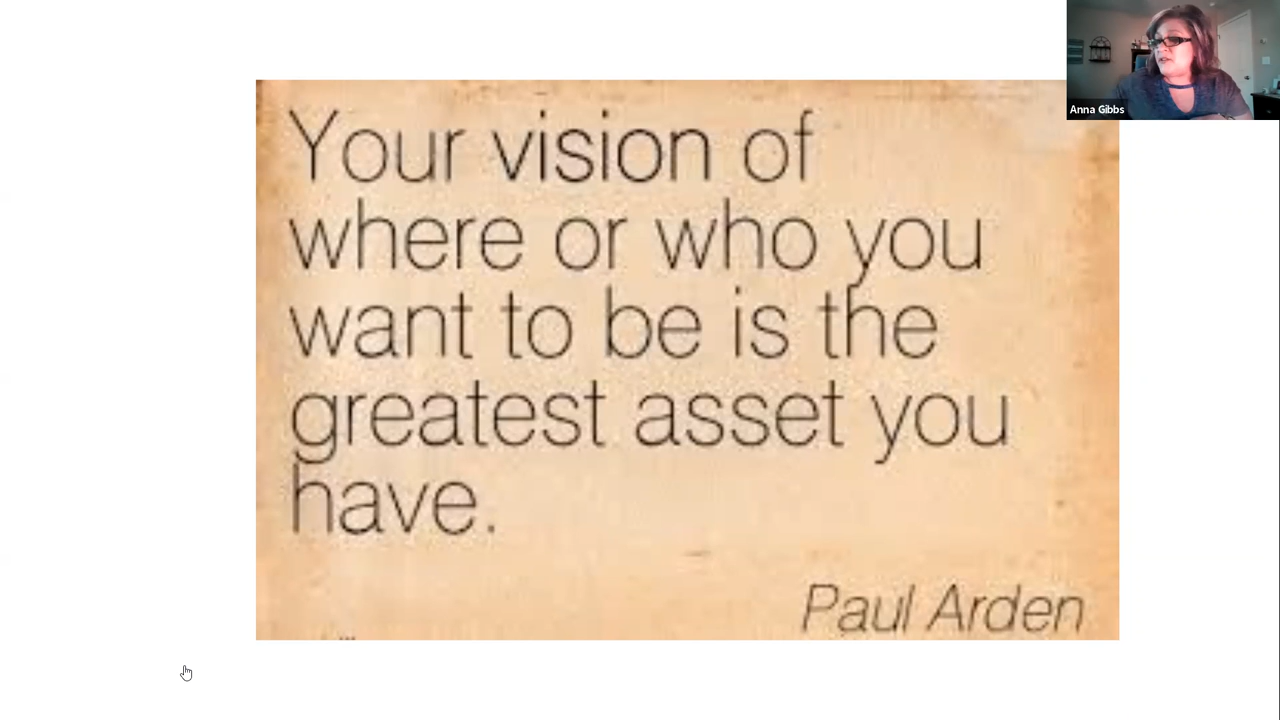 Anna Gibbs
Your vision of
where or who you
want to be is the
greatest asset you
have.
Paul Arden